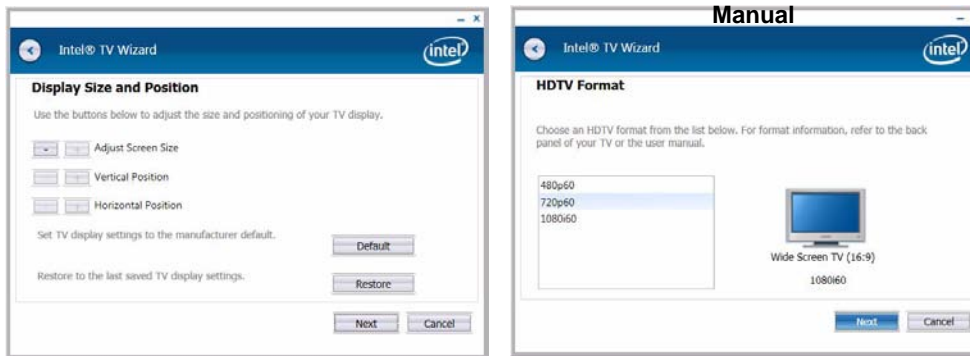 Intel® TV Wizard
intel
Display Size and Position
Use the buttons below to adjust the size and positioning of your TV display.
- + Adjust Screen Size
- + Vertical Position
- + Horizontal Position
Set TV display settings to the manufacturer default.
Default
Restore to the last saved TV display settings.
Restore
Next Cancel
Manual
Intel® TV Wizard
intel
HDTV Format
Choose an HDTV format from the list below. For format information, refer to the back
panel of your TV or the user manual.
480p60
720p60
1080i60
Wide Screen TV (16:9)
1080i60
Next Cancel